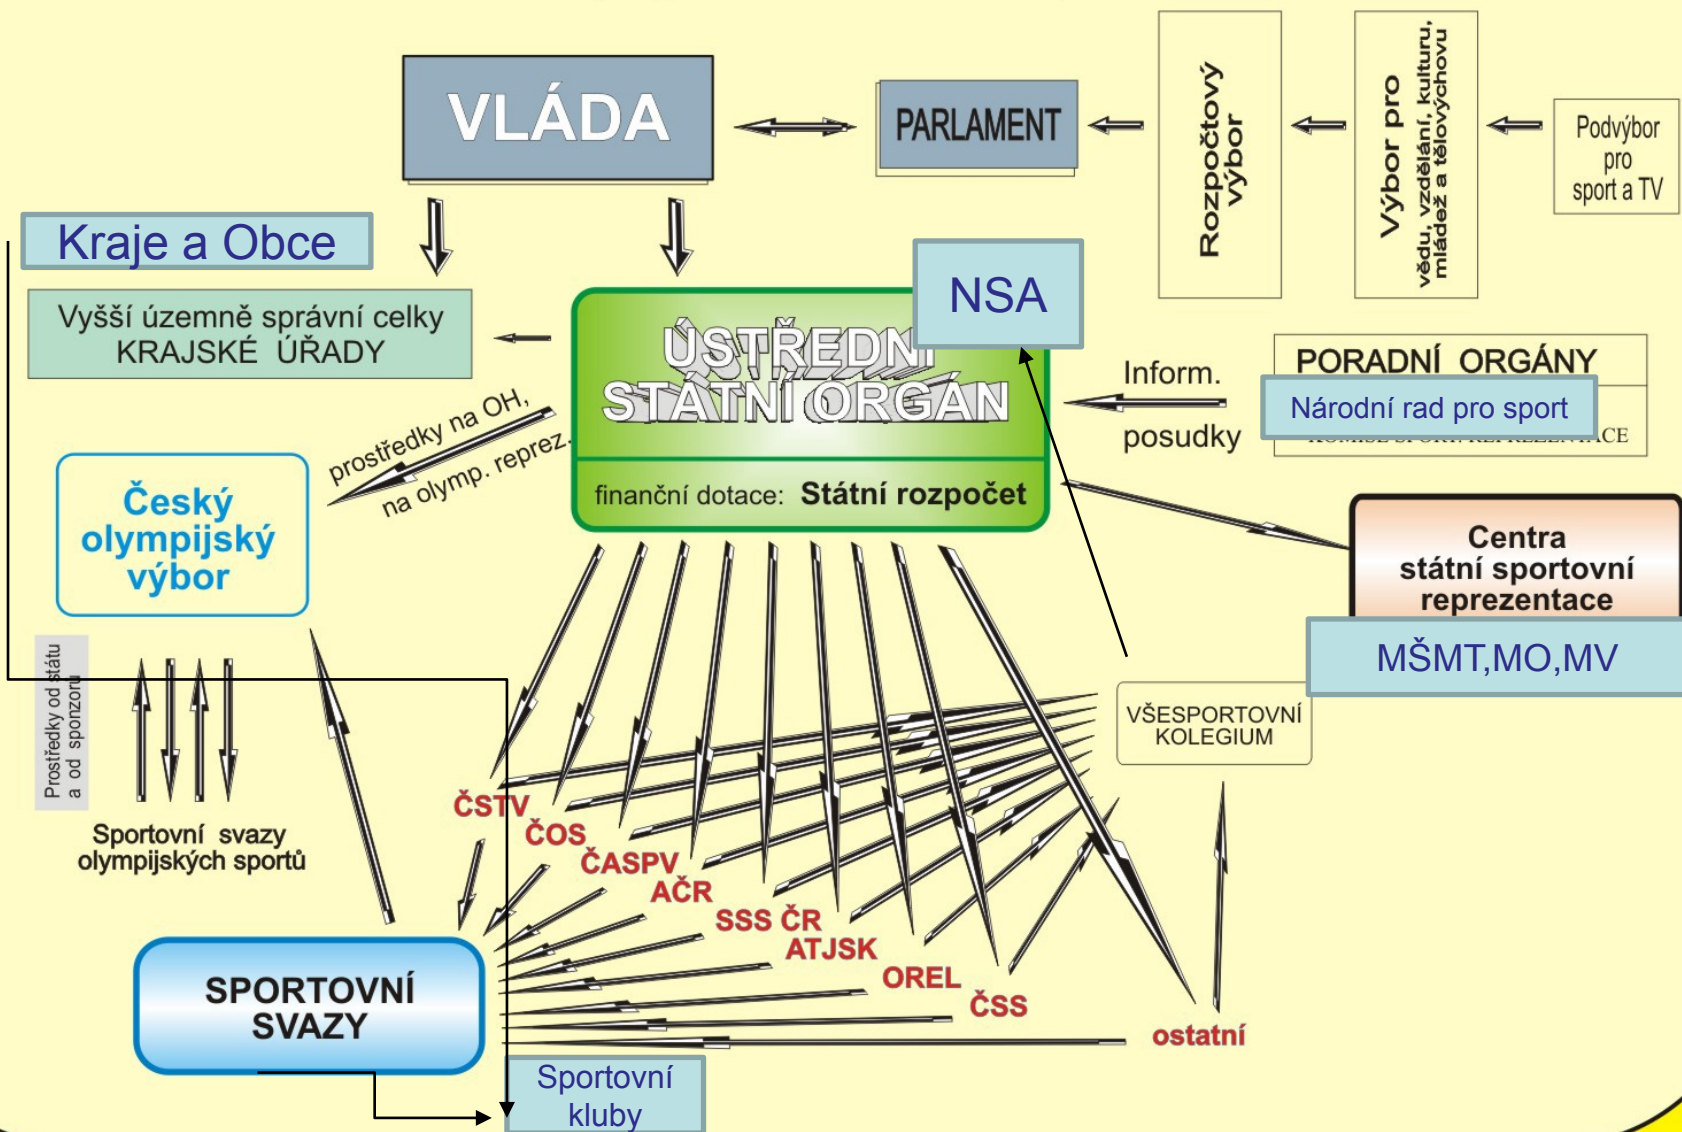 VLÁDA
PARLAMENT
Rozpočtový
výbor
Výbor pro
vědu, vzdělání, kulturu,
mládež a tělovýchovu
Podvýbor
pro
sport a TV
Kraje a Obce
Vyšší územně správní celky
KRAJSKÉ ÚŘADY
NSA
ÚSTŘEDNÍ
STÁTNÍ ORGÁN
finanční dotace: Státní rozpočet
Inform.
posudky
PORADNÍ ORGÁNY
Národní rad pro sport
prostředky na OH,
na olymp. reprez.
Český
olympijský
výbor
Centra
státní sportovní
reprezentace
MŠMT,MO,MV
Prostředky od státu
a od sponzoru
VŠESPORTOVNÍ
KOLEGIUM
Sportovní svazy
olympijských sportů
ČSTV
ČOS
ČASPV
AČR
SSS ČR
ATJSK
OREL
ČSS
ostatní
SPORTOVNÍ
SVAZY
Sportovní
kluby